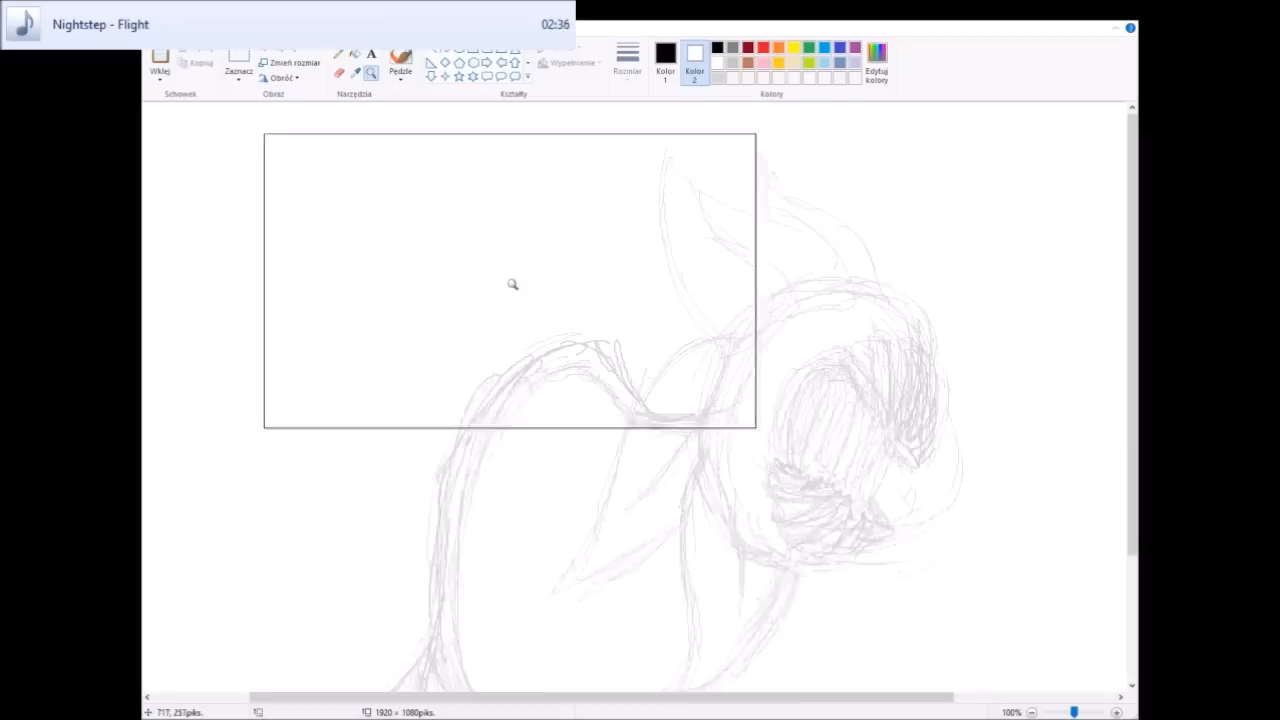 Nightstep - Flight 02:36
Wklej
Kopiuj
Zaznacz
Zmień rozmiar
Obróć
Pędzle
Wypełnienie
Rozmiar
Kolor 1
Kolor 2
Edytuj kolory
Schowek
Obraz
Narzędzia
Kształty
Kolory
717, 257piks.
1920 × 1080piks.
100%